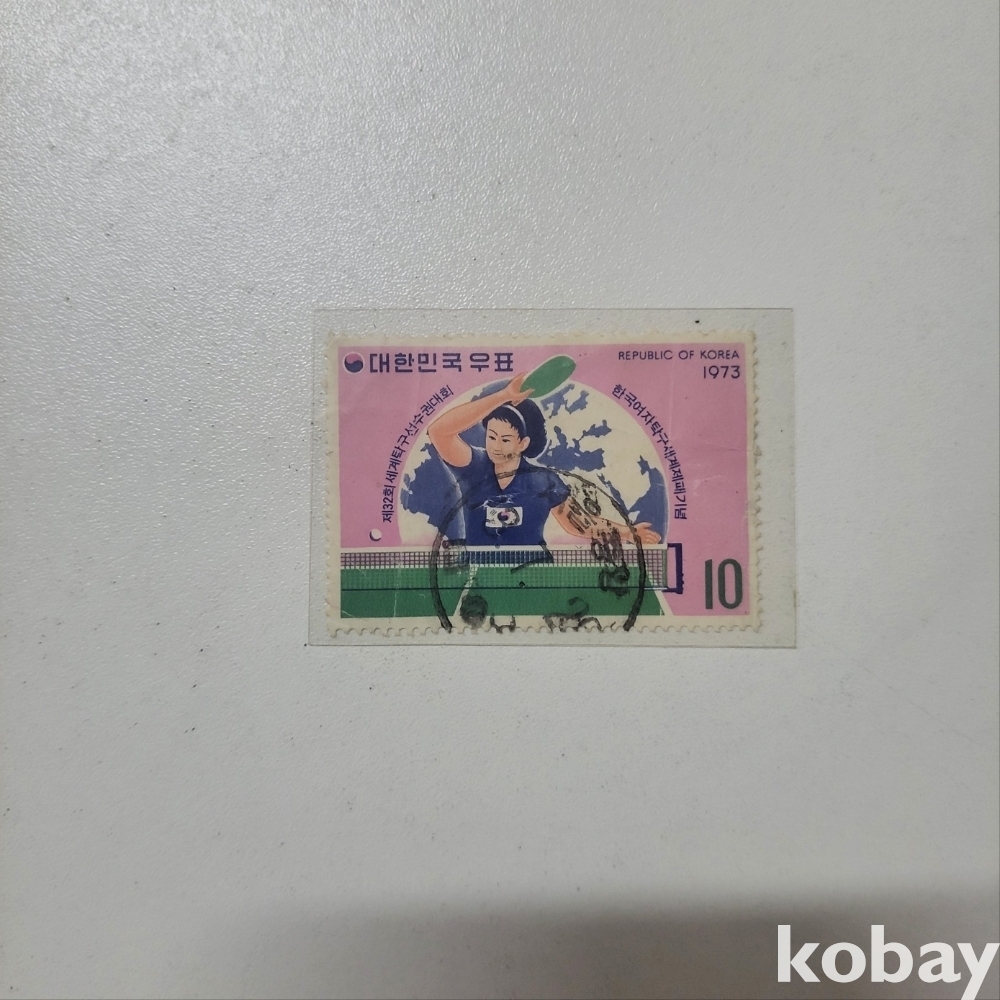 대한민국 우표
REPUBLIC OF KOREA
1973
제32회 세계탁구선수권대회
한국여자탁구세계제패기념
10
kobay